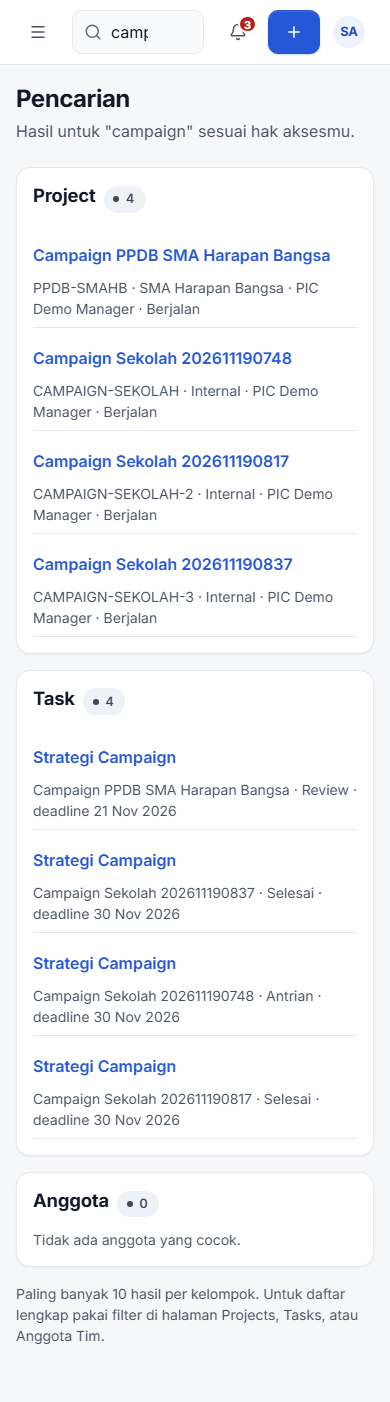 camp
3
+
SA
Pencarian
Hasil untuk "campaign" sesuai hak aksesmu.
Project
4
Campaign PPDB SMA Harapan Bangsa
PPDB-SMAHB · SMA Harapan Bangsa · PIC
Demo Manager · Berjalan
Campaign Sekolah 202611190748
CAMPAIGN-SEKOLAH · Internal · PIC Demo
Manager · Berjalan
Campaign Sekolah 202611190817
CAMPAIGN-SEKOLAH-2 · Internal · PIC Demo
Manager · Berjalan
Campaign Sekolah 202611190837
CAMPAIGN-SEKOLAH-3 · Internal · PIC Demo
Manager · Berjalan
Task
4
Strategi Campaign
Campaign PPDB SMA Harapan Bangsa · Review ·
deadline 21 Nov 2026
Strategi Campaign
Campaign Sekolah 202611190837 · Selesai ·
deadline 30 Nov 2026
Strategi Campaign
Campaign Sekolah 202611190748 · Antrian ·
deadline 30 Nov 2026
Strategi Campaign
Campaign Sekolah 202611190817 · Selesai ·
deadline 30 Nov 2026
Anggota
0
Tidak ada anggota yang cocok.
Paling banyak 10 hasil per kelompok. Untuk daftar
lengkap pakai filter di halaman Projects, Tasks, atau
Anggota Tim.